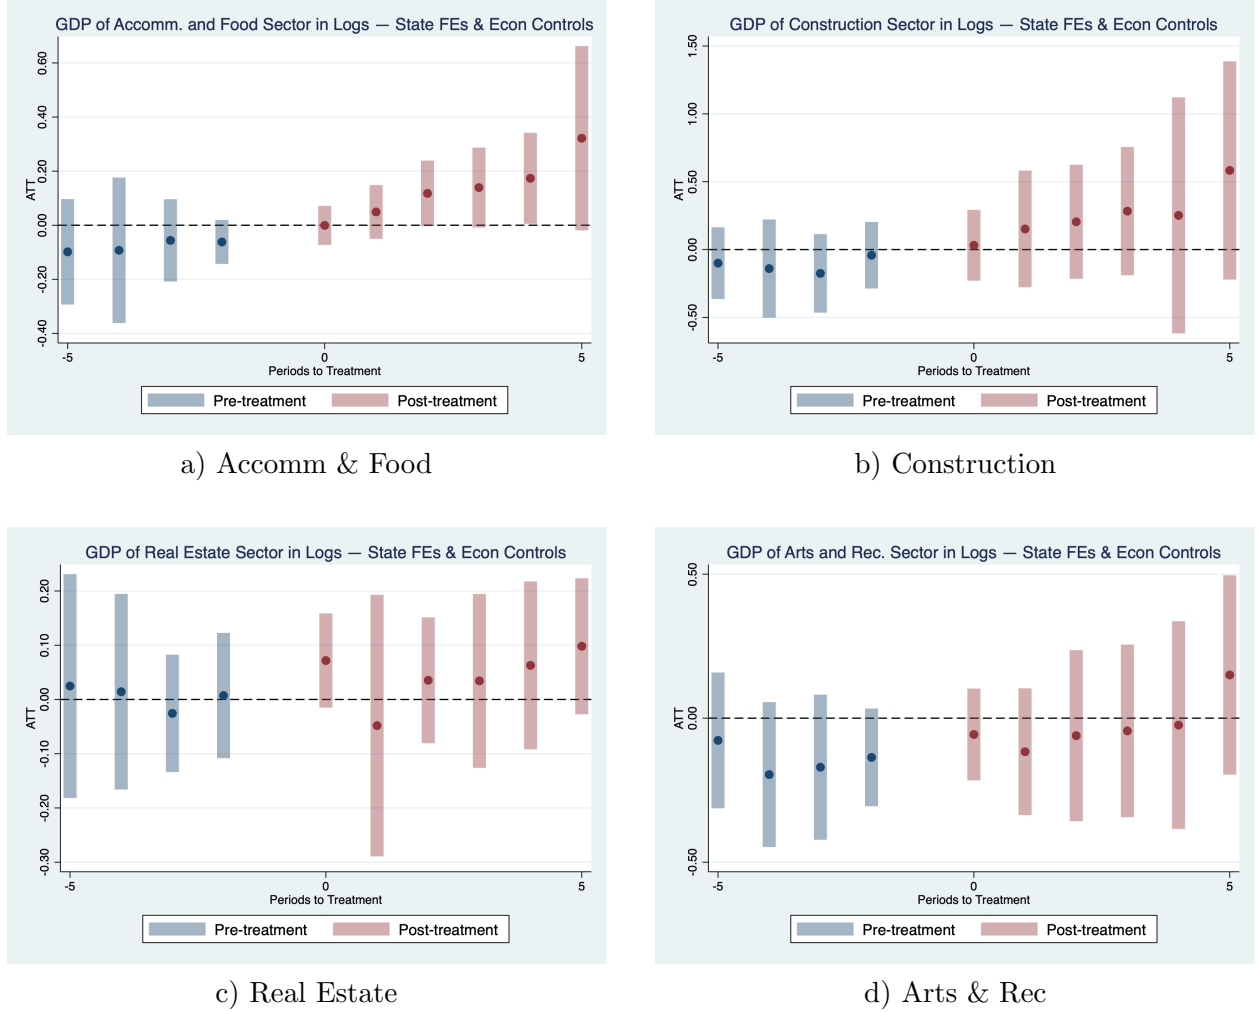 GDP of Accomm. and Food Sector in Logs — State FEs & Econ Controls
0.60
0.40
0.20
0.00
-0.20
-0.40
ATT
-5 0 5
Periods to Treatment
Pre-treatment Post-treatment
a) Accomm & Food
GDP of Construction Sector in Logs — State FEs & Econ Controls
1.50
1.00
0.50
0.00
-0.50
ATT
-5 0 5
Periods to Treatment
Pre-treatment Post-treatment
b) Construction
GDP of Real Estate Sector in Logs — State FEs & Econ Controls
0.20
0.10
0.00
-0.10
-0.20
-0.30
ATT
-5 0 5
Periods to Treatment
Pre-treatment Post-treatment
c) Real Estate
GDP of Arts and Rec. Sector in Logs — State FEs & Econ Controls
0.50
0.00
-0.50
ATT
-5 0 5
Periods to Treatment
Pre-treatment Post-treatment
d) Arts & Rec